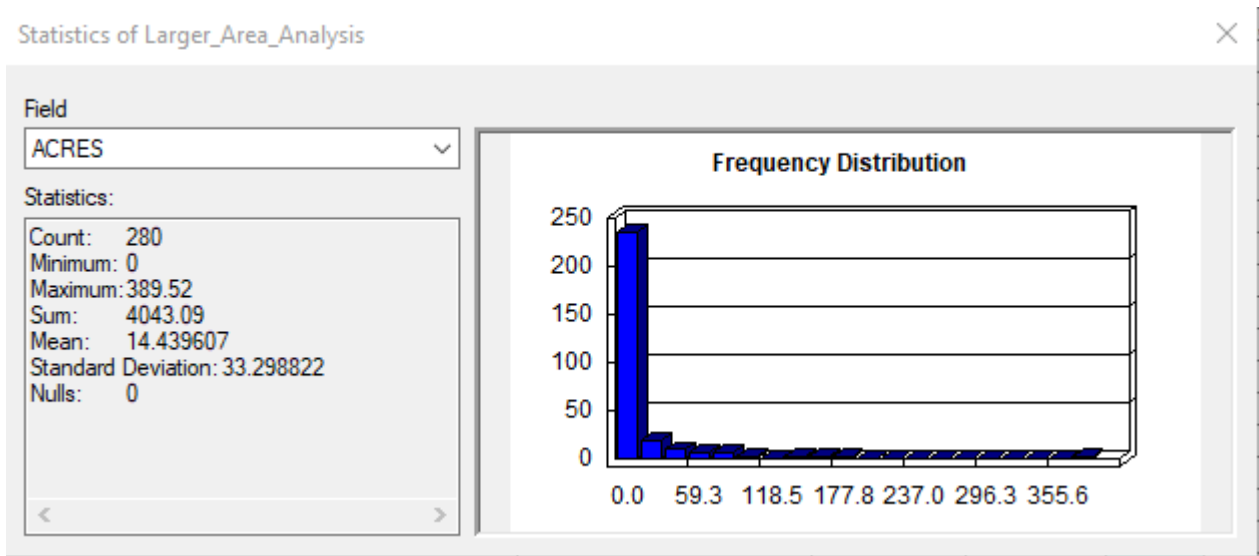 Statistics of Larger_Area_Analysis
Field
ACRES
Statistics:
Count: 280
Minimum: 0
Maximum: 389.52
Sum: 4043.09
Mean: 14.439607
Standard Deviation: 33.298822
Nulls: 0
Frequency Distribution
250
200
150
100
50
0
0.0 59.3 118.5 177.8 237.0 296.3 355.6